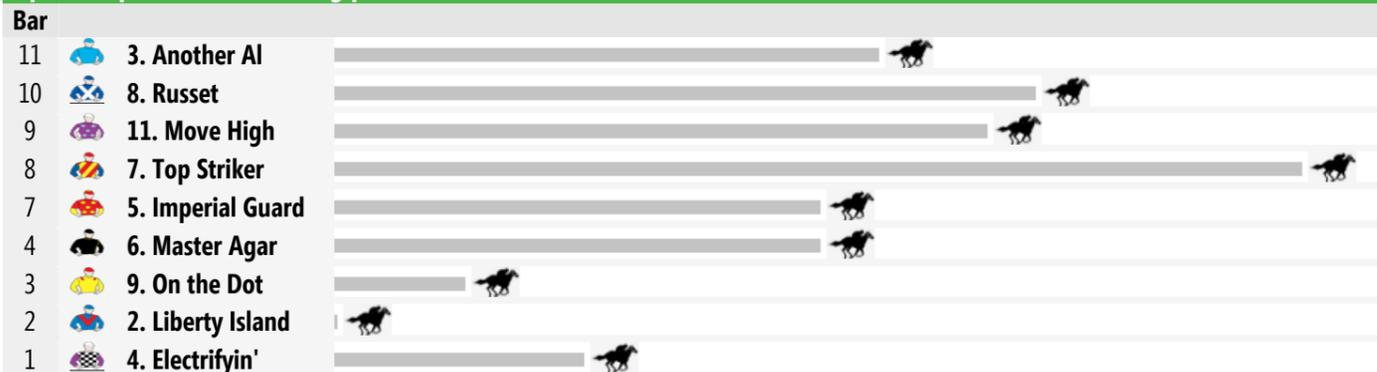 Bar
11 3. Another Al
10 8. Russet
9 11. Move High
8 7. Top Striker
7 5. Imperial Guard
4 6. Master Agar
3 9. On the Dot
2 2. Liberty Island
1 4. Electrifyin'